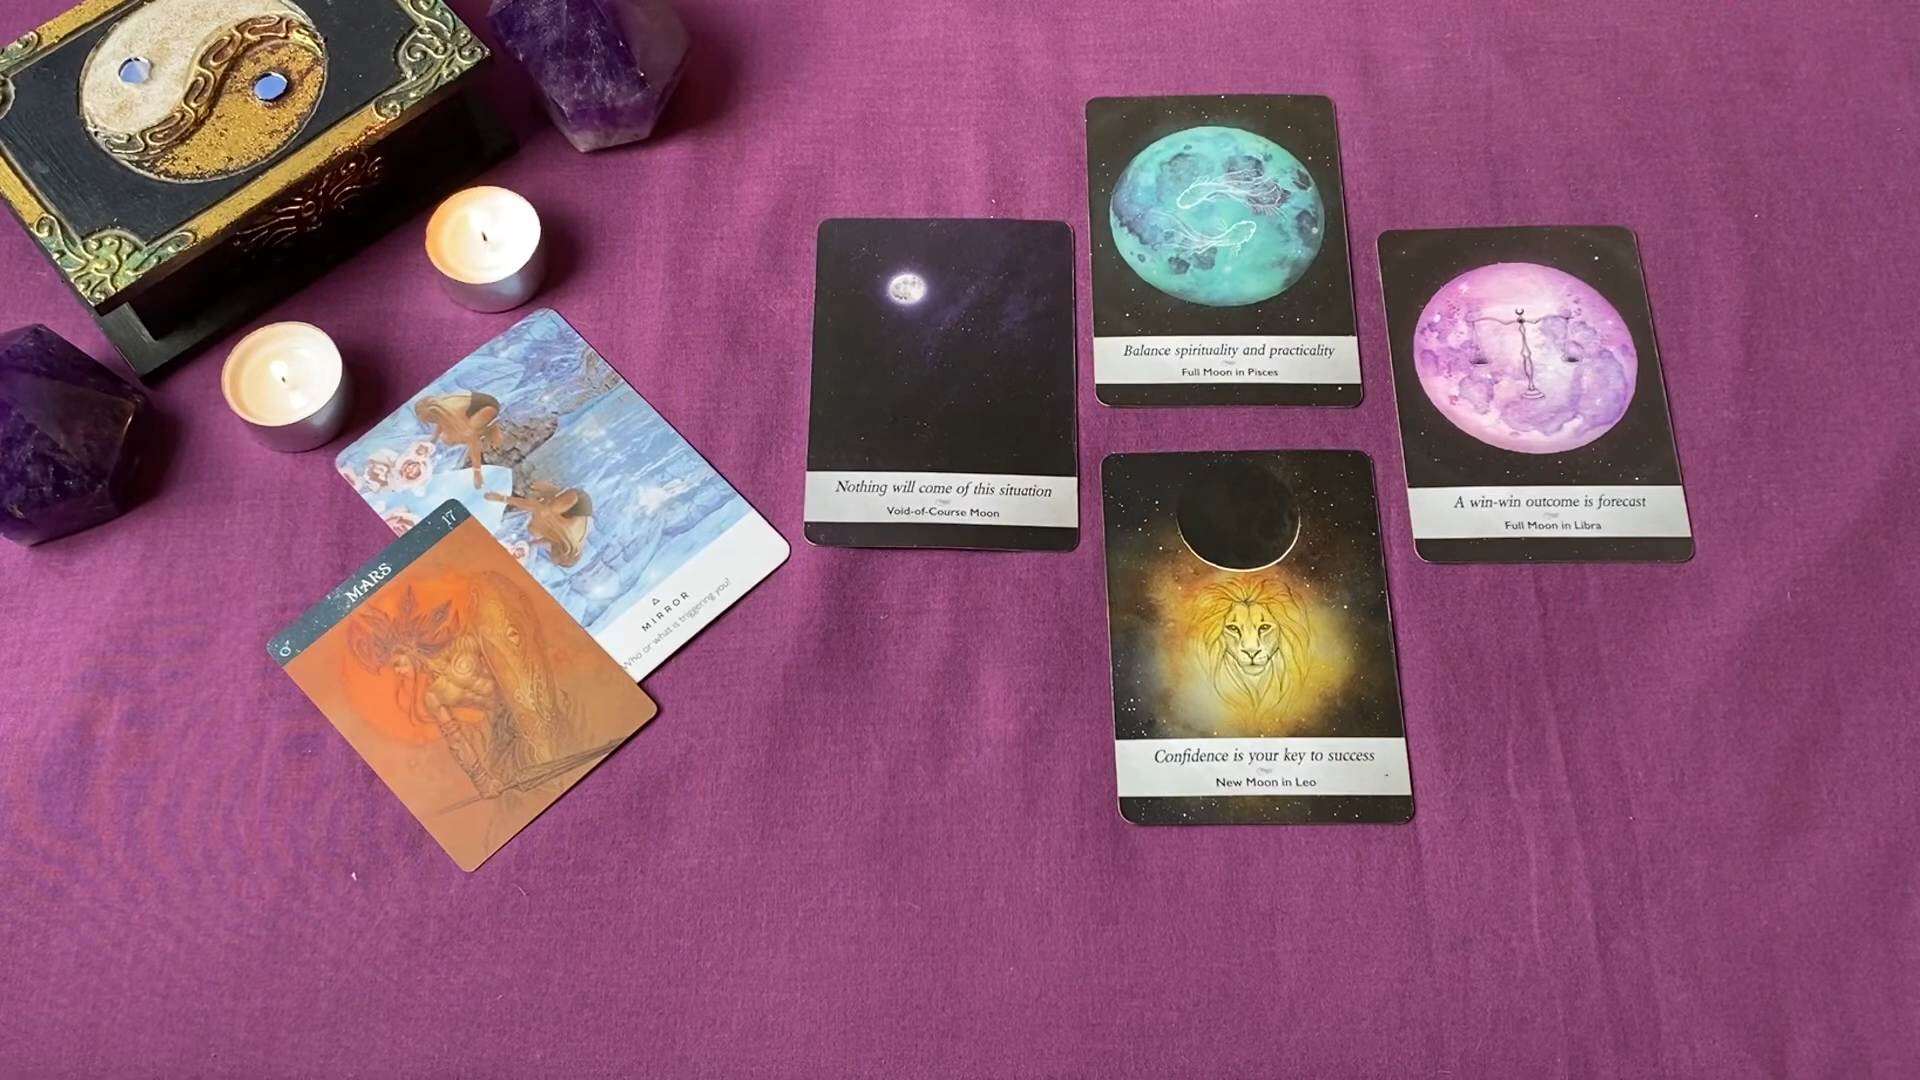 17
MARS
♂
MIRROR
Who or what is triggering you?
Nothing will come of this situation
Void-of-Course Moon
Balance spirituality and practicality
Full Moon in Pisces
A win-win outcome is forecast
Full Moon in Libra
Confidence is your key to success
New Moon in Leo